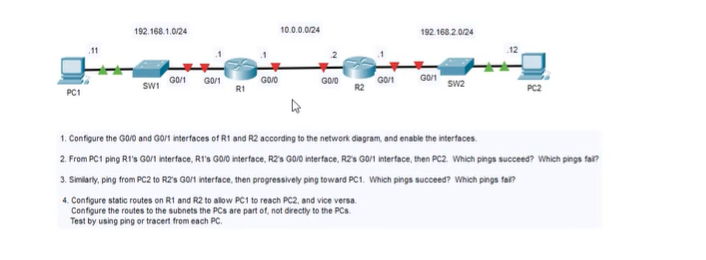 192.168.1.0/24
10.0.0.0/24
192.168.2.0/24
.11
.1
.1
.2
.1
.12
PC1
SW1
G0/1
G0/1
R1
G0/0
G0/0
R2
G0/1
G0/1
SW2
PC2
1. Configure the G0/0 and G0/1 interfaces of R1 and R2 according to the network diagram, and enable the interfaces.
2. From PC1 ping R1's G0/1 interface, R1's G0/0 interface, R2's G0/0 interface, R2's G0/1 interface, then PC2. Which pings succeed? Which pings fail?
3. Similarly, ping from PC2 to R2's G0/1 interface, then progressively ping toward PC1. Which pings succeed? Which pings fail?
4. Configure static routes on R1 and R2 to allow PC1 to reach PC2, and vice versa.
Configure the routes to the subnets the PCs are part of, not directly to the PCs.
Test by using ping or tracert from each PC.